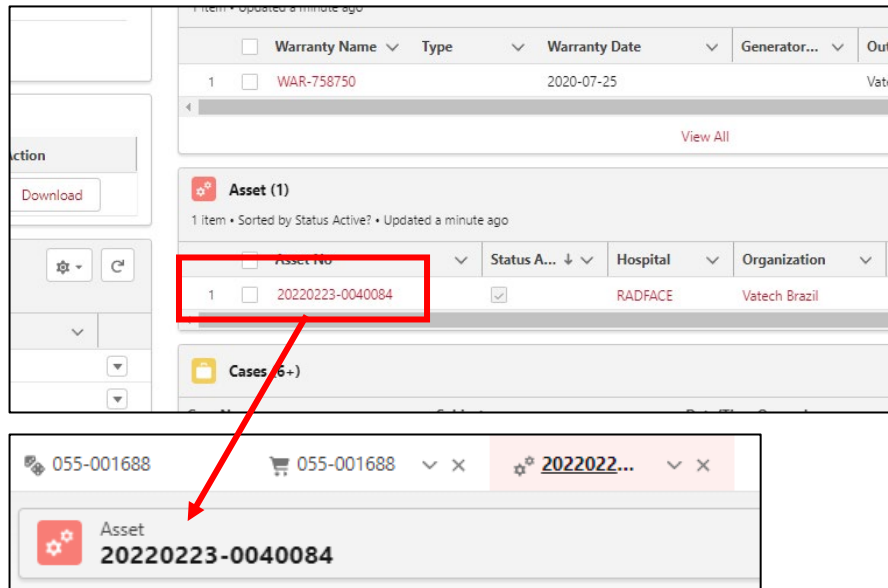 1 item • Updated a minute ago
Warranty Name Type Warranty Date Generator... Out
1 WAR-758750 2020-07-25 Vate
View All
ction
Download
Asset (1)
1 item • Sorted by Status Active? • Updated a minute ago
Asset No Status A... Hospital Organization
1 20220223-0040084 RADFACE Vatech Brazil
Cases (6+)
055-001688 055-001688 2022022...
Asset
20220223-0040084